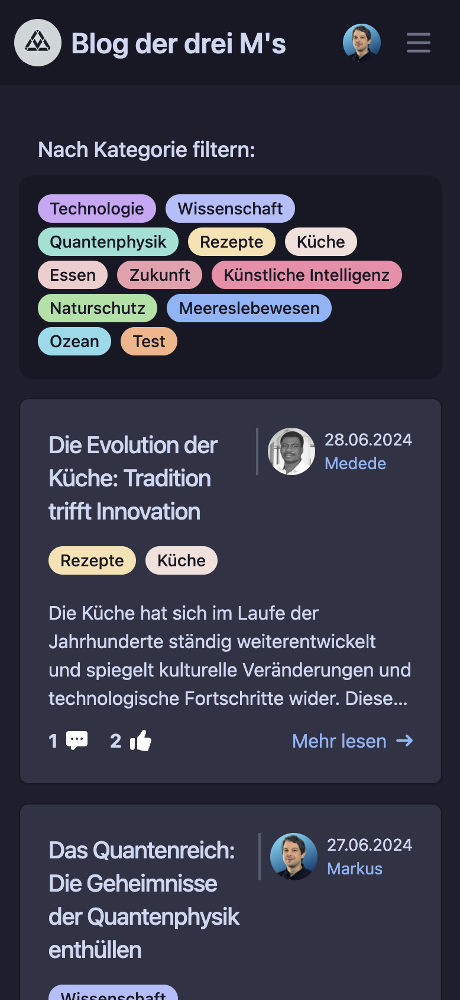 Blog der drei M's
Nach Kategorie filtern:
Technologie Wissenschaft
Quantenphysik Rezepte Küche
Essen Zukunft Künstliche Intelligenz
Naturschutz Meereslebewesen
Ozean Test
Die Evolution der
Küche: Tradition
trifft Innovation
28.06.2024
Medede
Rezepte Küche
Die Küche hat sich im Laufe der
Jahrhunderte ständig weiterentwickelt
und spiegelt kulturelle Veränderungen und
technologische Fortschritte wider. Diese...
1 2 Mehr lesen →
Das Quantenreich:
Die Geheimnisse
der Quantenphysik
enthüllen
27.06.2024
Markus
Wissenschaft